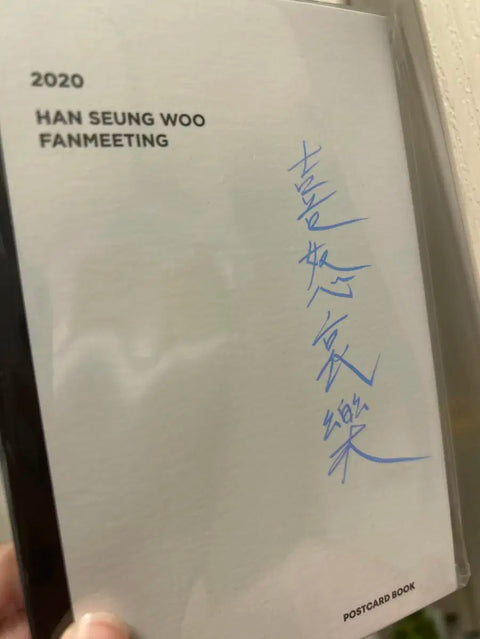 2020
HAN SEUNG WOO
FANMEETING
喜怒哀樂
POSTCARD BOOK